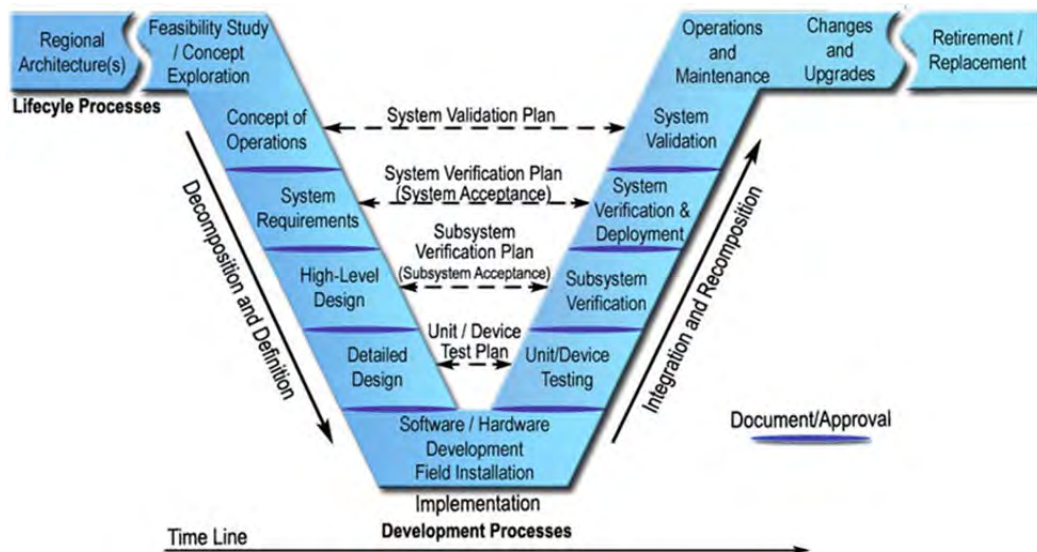 Regional
Architecture(s)
Feasibility Study
/ Concept
Exploration
Operations
and
Maintenance
Changes
and
Upgrades
Retirement /
Replacement
Lifecyle Processes
Concept of
Operations
System Validation Plan
System
Validation
System
Requirements
System Verification Plan
(System Acceptance)
System
Verification &
Deployment
High-Level
Design
Subsystem
Verification Plan
(Subsystem Acceptance)
Subsystem
Verification
Detailed
Design
Unit / Device
Test Plan
Unit/Device
Testing
Decomposition and Definition
Integration and Recomposition
Software / Hardware
Development
Field Installation
Document/Approval
Implementation
Development Processes
Time Line